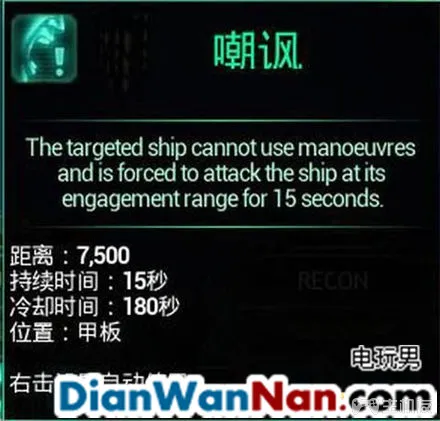 嘲讽
The targeted ship cannot use manoeuvres
and is forced to attack the ship at its
engagement range for 15 seconds.
距离：7,500
持续时间：15秒
RECON
冷却时间：180秒
位置：甲板
电玩男
右击
DianWanNan.com